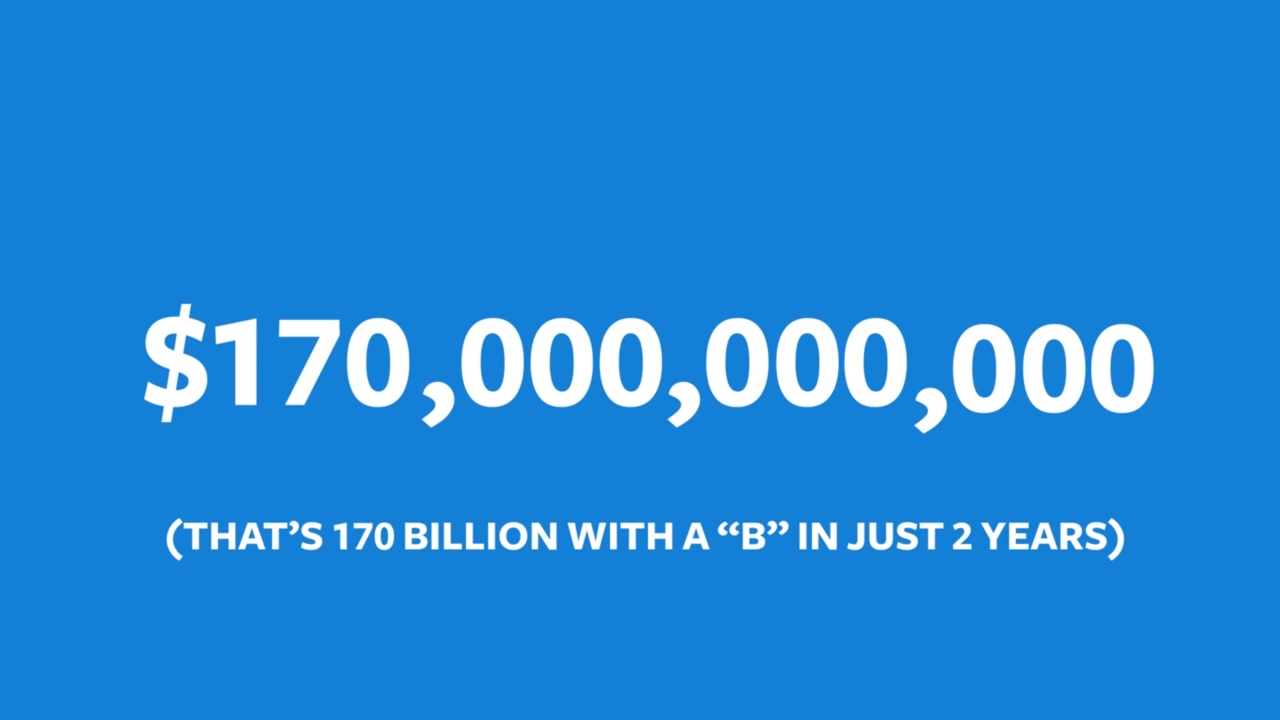 $170,000,000,000
(THAT’S 170 BILLION WITH A “B” IN JUST 2 YEARS)